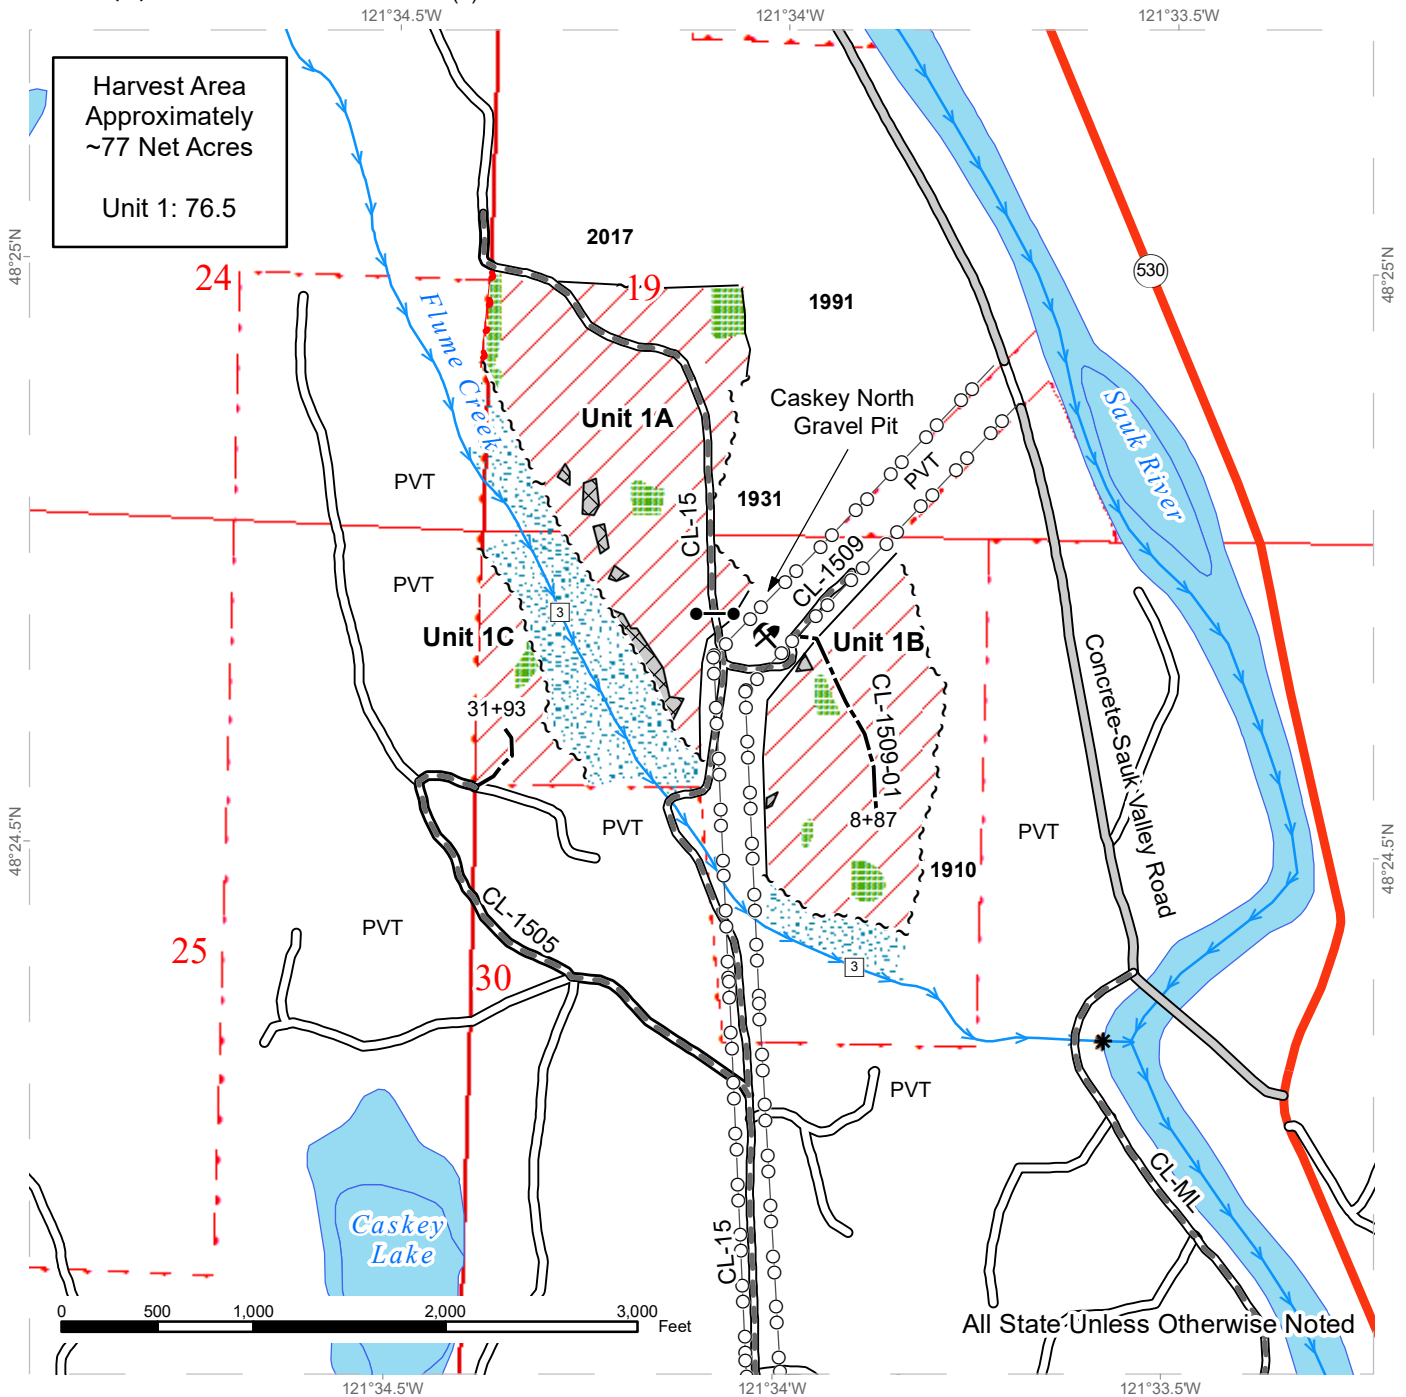 121°34.5'W
121°34'W
121°33.5'W
Harvest Area
Approximately
~77 Net Acres
Unit 1: 76.5
48°25'N
48°25'N
2017
24
19
530
1991
Flume Creek
Caskey North
Gravel Pit
Sauk River
Unit 1A
PVT
PVT
1931
CL-15
CL-1509
PVT
3
Unit 1C
Unit 1B
Concrete-Sauk Valley Road
CL-1509-01
31+93
8+87
PVT
PVT
48°24.5'N
48°24.5'N
1910
CL-1505
PVT
25
30
3
PVT
CL-ML
Caskey
Lake
CL-15
0
500
1,000
2,000
3,000
Feet
All State Unless Otherwise Noted
121°34.5'W
121°34'W
121°33.5'W